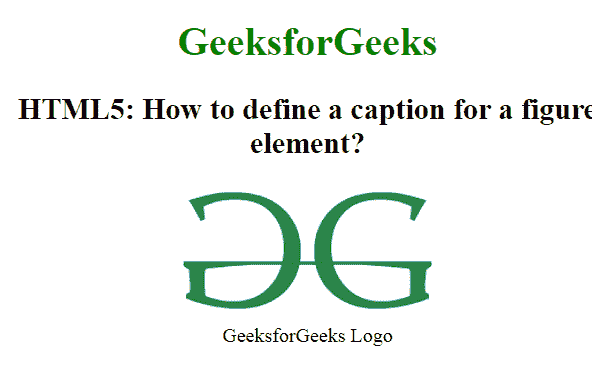 GeeksforGeeks
HTML5: How to define a caption for a figure
element?
GeeksforGeeks Logo